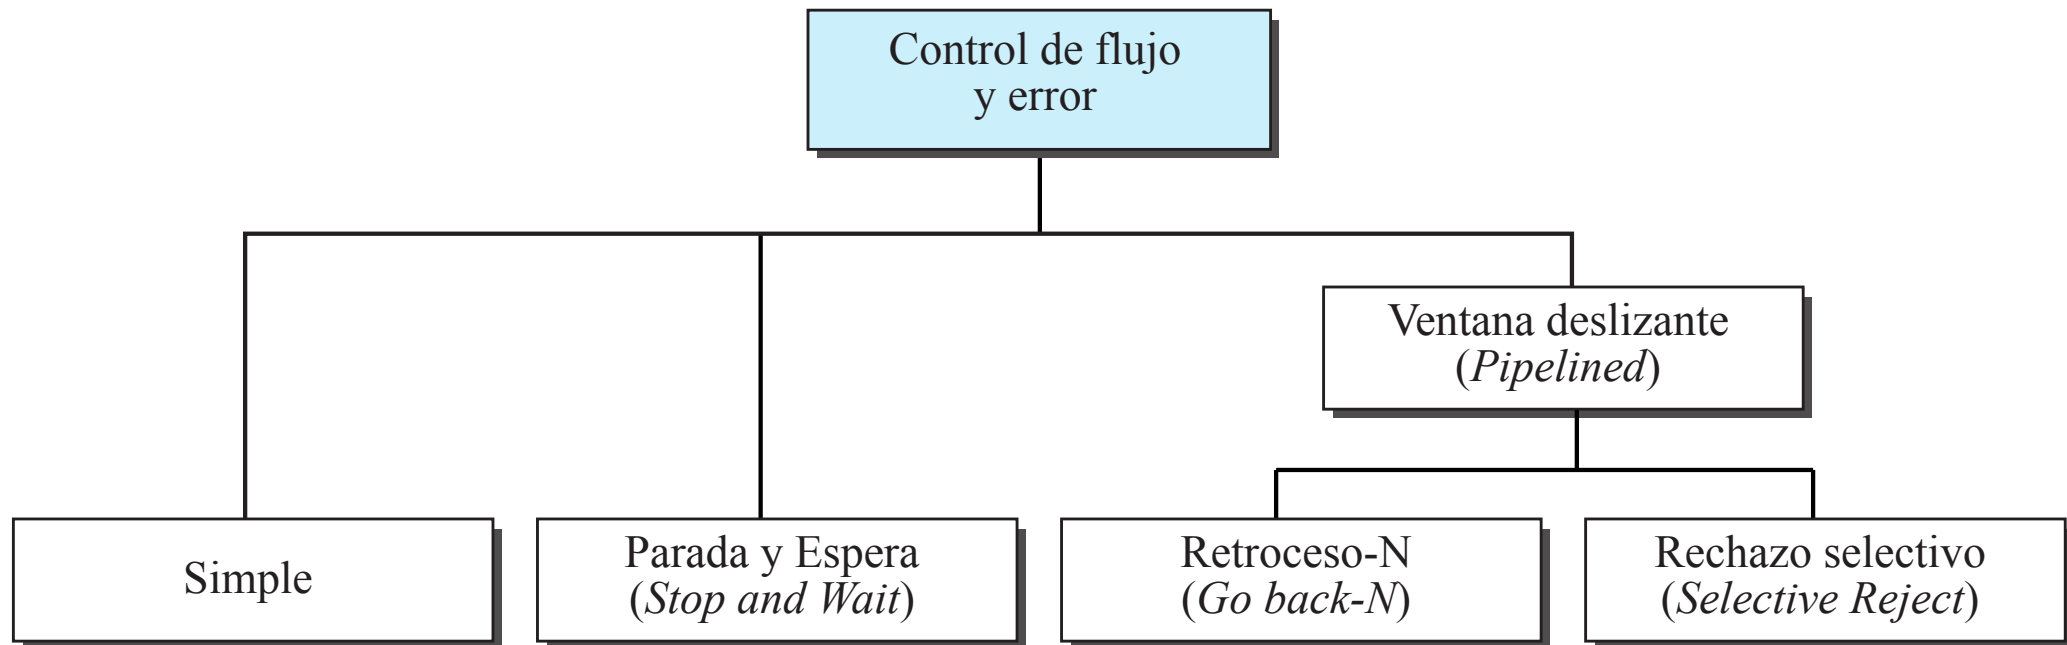 Control de flujo
y error
Ventana deslizante
(Pipelined)
Simple
Parada y Espera
(Stop and Wait)
Retroceso-N
(Go back-N)
Rechazo selectivo
(Selective Reject)